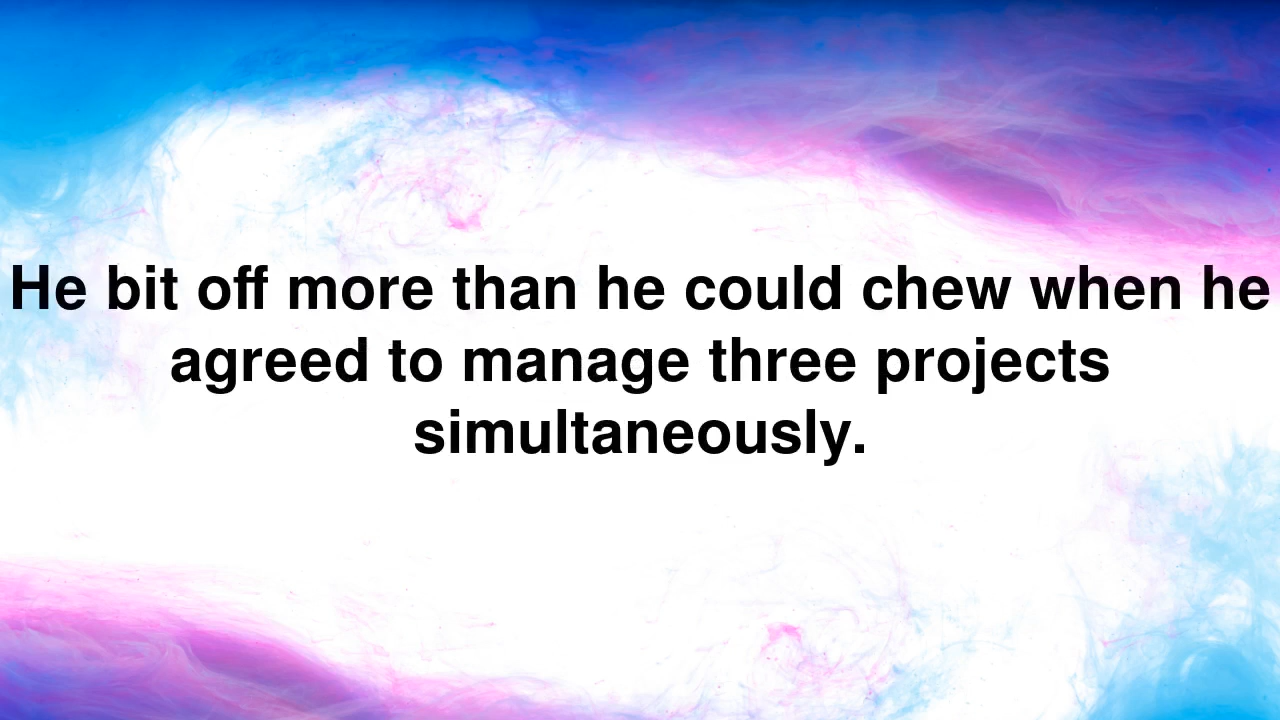 He bit off more than he could chew when he
agreed to manage three projects
simultaneously.